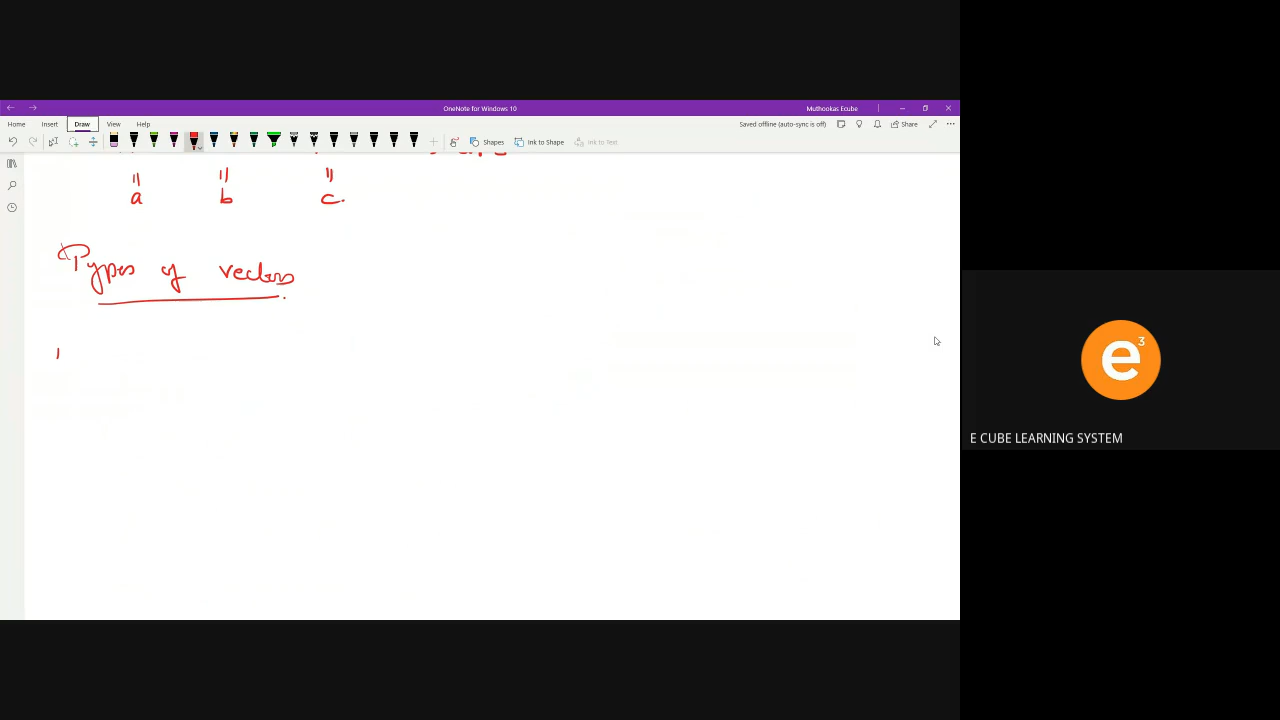 OneNote for Windows 10
Muthookas Ecube
Home Insert Draw View Help
Saved offline (auto-sync is off) Share
Shapes Ink to Shape Ink to Text
" " "
a b c.
Types of vectors
e3
E CUBE LEARNING SYSTEM